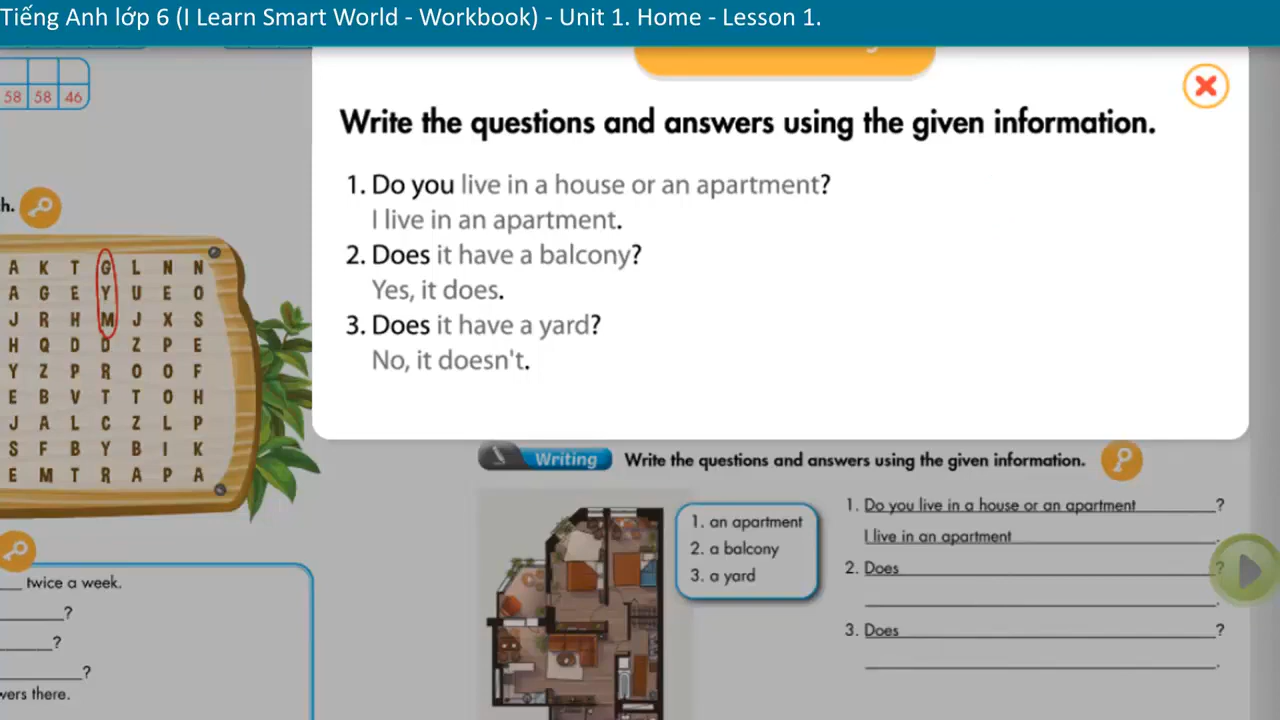 Tiếng Anh lớp 6 (I Learn Smart World - Workbook) - Unit 1. Home - Lesson 1.
58 58 46
h.
A K T G L N N
A G E Y U E O
J R H M J X S
H Q D D Z P E
Y Z P R O O F
E B V T T O H
J A L C Z L P
S F B Y B I K
E M T R A P A
twice a week.
?
?
?
wers there.
Write the questions and answers using the given information.
1. Do you live in a house or an apartment?
I live in an apartment.
2. Does it have a balcony?
Yes, it does.
3. Does it have a yard?
No, it doesn't.
Writing Write the questions and answers using the given information.
1. an apartment
2. a balcony
3. a yard
1. Do you live in a house or an apartment ?
I live in an apartment .
2. Does ?
.
3. Does ?
.